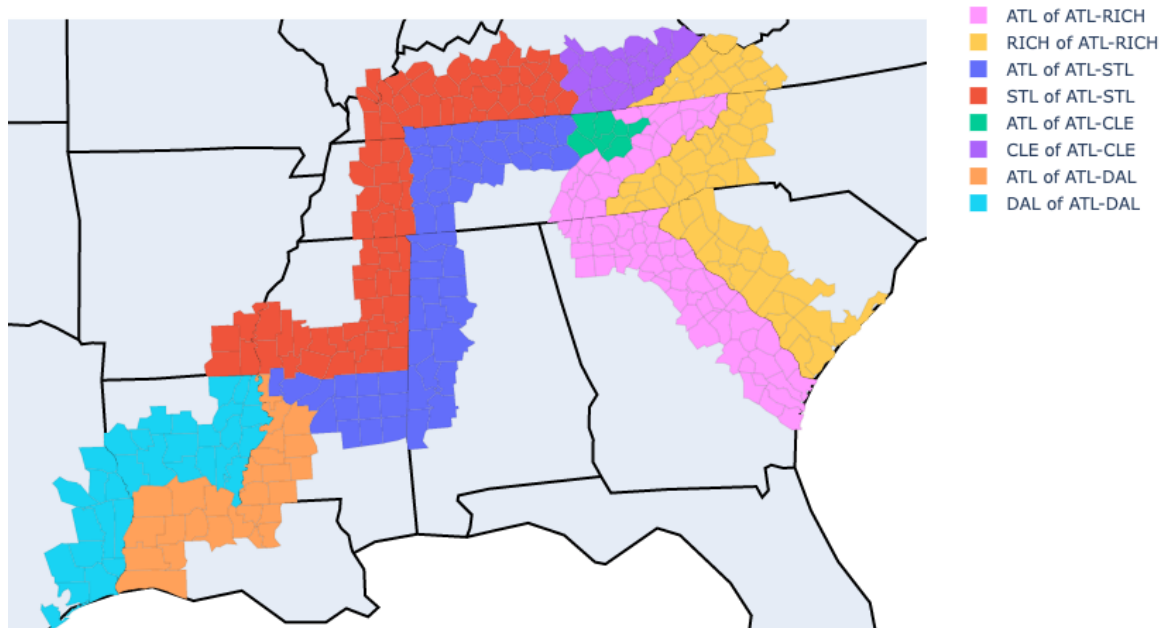 ATL of ATL-RICH
RICH of ATL-RICH
ATL of ATL-STL
STL of ATL-STL
ATL of ATL-CLE
CLE of ATL-CLE
ATL of ATL-DAL
DAL of ATL-DAL